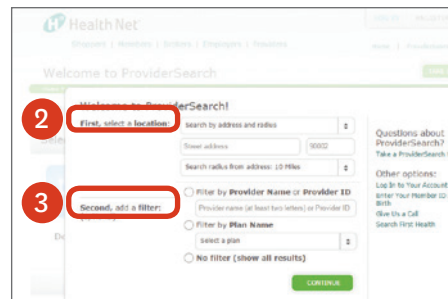 Health Net
Welcome to ProviderSearch
Welcome to ProviderSearch!
2
First, select a location:
Search by address and radius
Street address
Search radius from address: 10 Miles
3
Second, add a filter:
Filter by Provider Name or Provider ID
Provider name (at least two letters) or Provider ID
Filter by Plan Name
Select a plan
No filter (show all results)
CONTINUE
Questions about
ProviderSearch?
Take a ProviderSearch
Other options:
Log In to Your Account
Enter Your Member ID
Birth
Give Us a Call
Search First Health